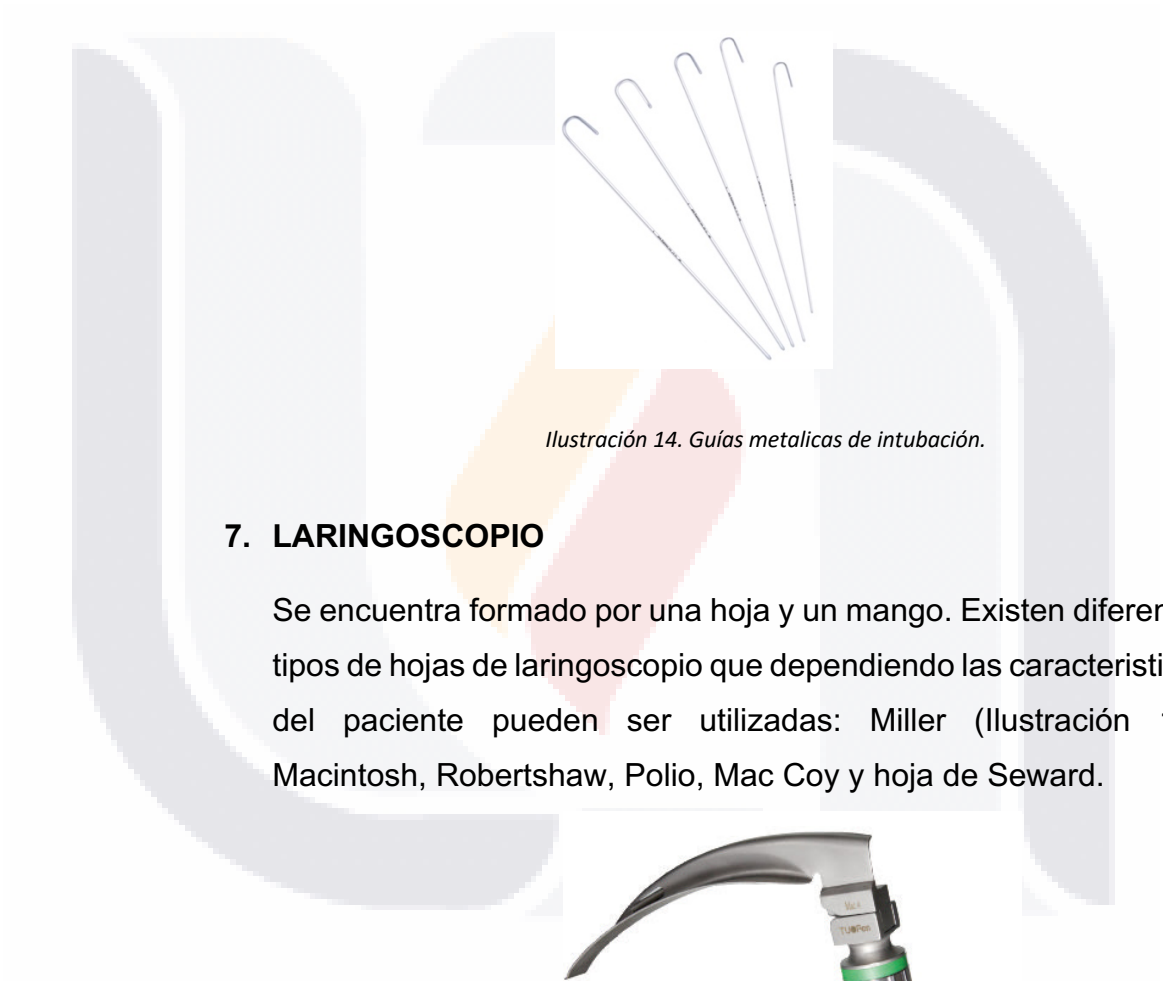 Ilustración 14. Guías metalicas de intubación.
7. LARINGOSCOPIO
Se encuentra formado por una hoja y un mango. Existen diferen
tipos de hojas de laringoscopio que dependiendo las caracteristi
del paciente pueden ser utilizadas: Miller (Ilustración
Macintosh, Robertshaw, Polio, Mac Coy y hoja de Seward.